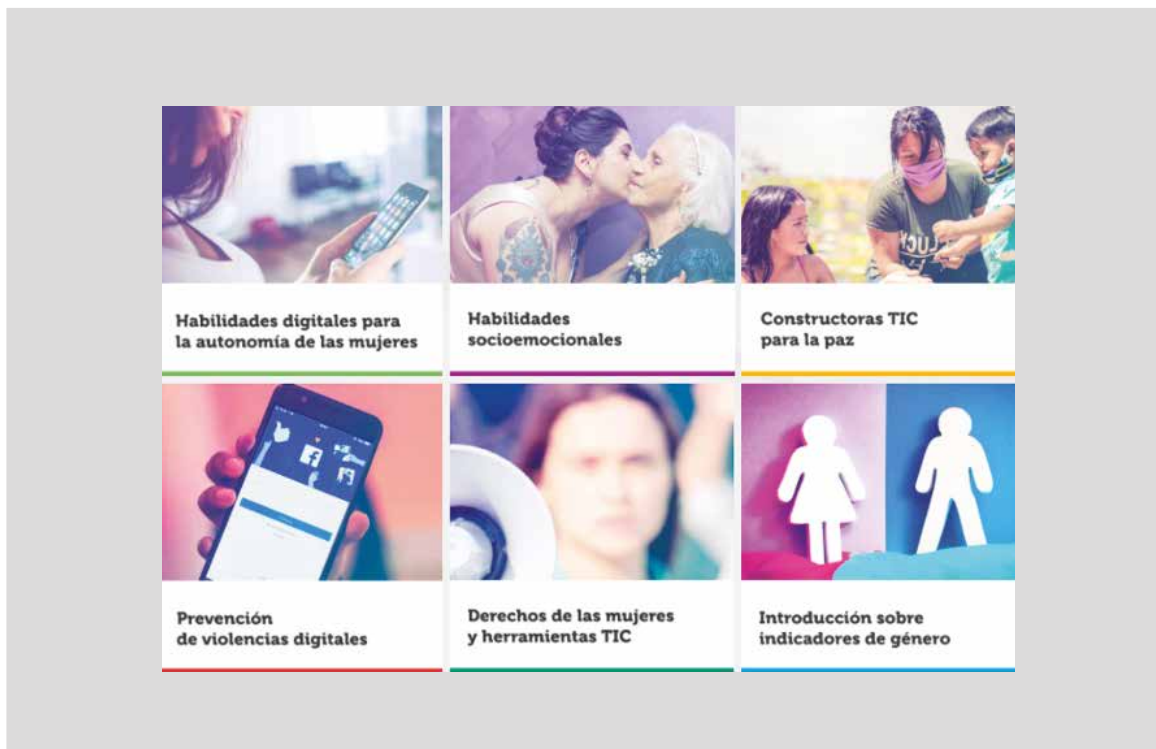 Habilidades digitales para
la autonomía de las mujeres
Habilidades
socioemocionales
Constructoras TIC
para la paz
Prevención
de violencias digitales
Derechos de las mujeres
y herramientas TIC
Introducción sobre
indicadores de género